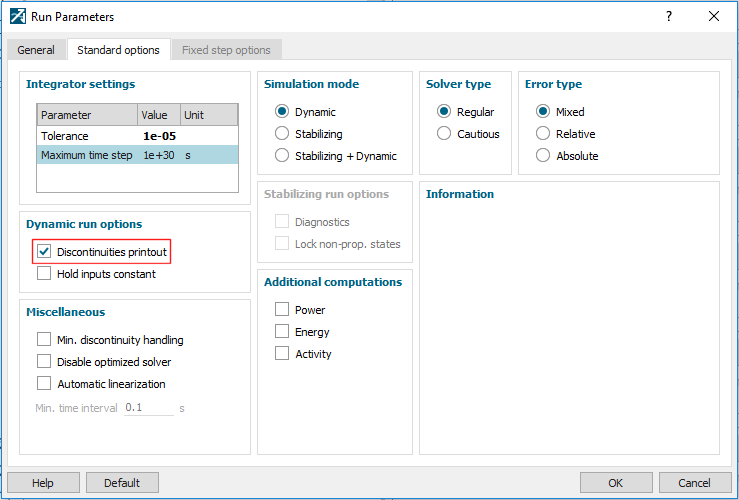 Run Parameters
?
General
Standard options
Fixed step options
Integrator settings
Parameter Value Unit
Tolerance 1e-05
Maximum time step 1e+30 s
Dynamic run options
Discontinuities printout
Hold inputs constant
Miscellaneous
Min. discontinuity handling
Disable optimized solver
Automatic linearization
Min. time interval 0.1 s
Simulation mode
Dynamic
Stabilizing
Stabilizing + Dynamic
Stabilizing run options
Diagnostics
Lock non-prop. states
Additional computations
Power
Energy
Activity
Solver type
Regular
Cautious
Error type
Mixed
Relative
Absolute
Information
Help
Default
OK
Cancel